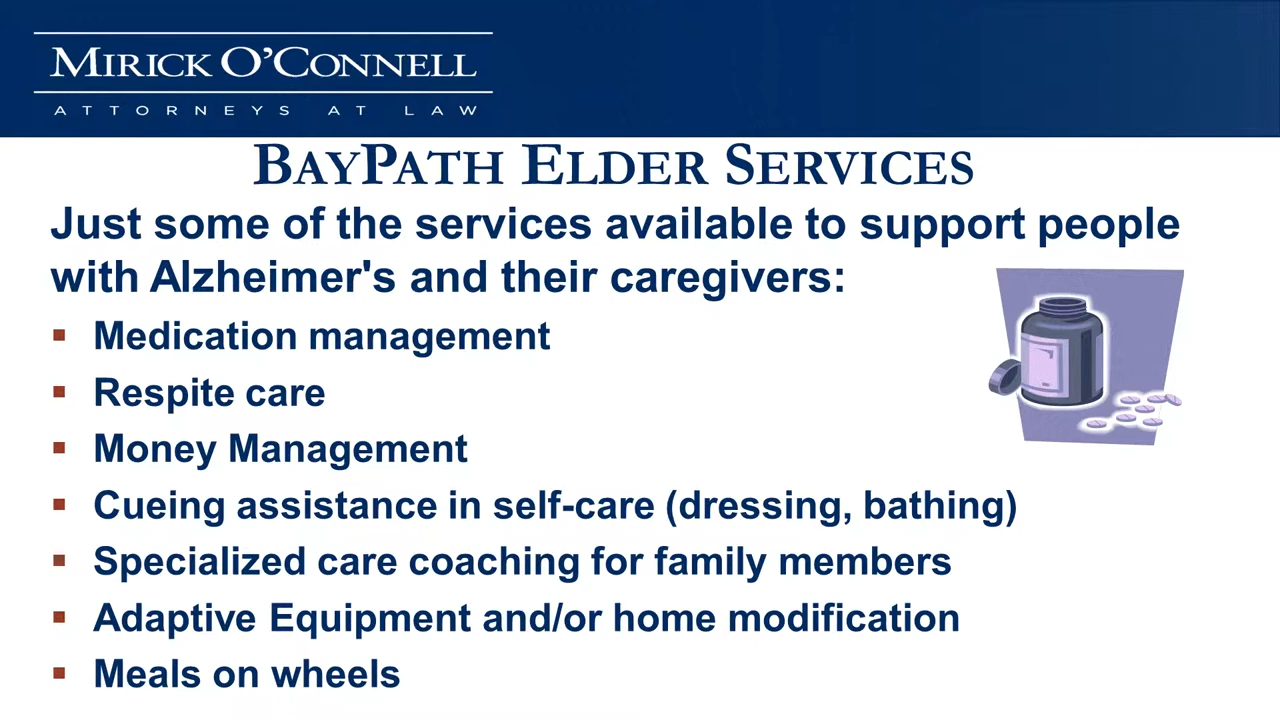 MIRICK O'CONNELL
ATTORNEYS AT LAW
BAYPATH ELDER SERVICES
Just some of the services available to support people
with Alzheimer's and their caregivers:
▪ Medication management
▪ Respite care
▪ Money Management
▪ Cueing assistance in self-care (dressing, bathing)
▪ Specialized care coaching for family members
▪ Adaptive Equipment and/or home modification
▪ Meals on wheels